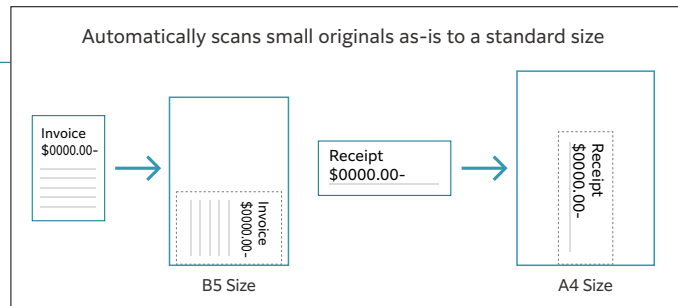 Automatically scans small originals as-is to a standard size
Invoice
$0000.00-
Invoice
$0000.00-
B5 Size
Receipt
$0000.00-
Receipt
$0000.00-
A4 Size